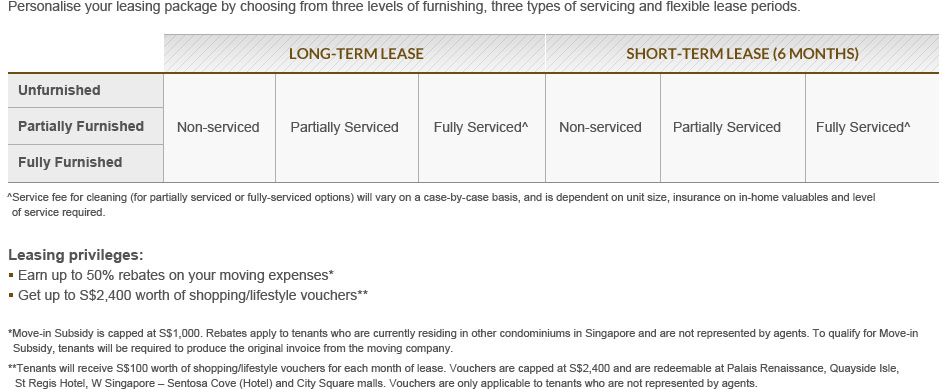 Personalise your leasing package by choosing from three levels of furnishing, three types of servicing and flexible lease periods.
LONG-TERM LEASE SHORT-TERM LEASE (6 MONTHS)
Unfurnished
Partially Furnished Non-serviced Partially Serviced Fully Serviced^ Non-serviced Partially Serviced Fully Serviced^
Fully Furnished
^Service fee for cleaning (for partially serviced or fully-serviced options) will vary on a case-by-case basis, and is dependent on unit size, insurance on in-home valuables and level
of service required.
Leasing privileges:
▪ Earn up to 50% rebates on your moving expenses*
▪ Get up to S$2,400 worth of shopping/lifestyle vouchers**
*Move-in Subsidy is capped at S$1,000. Rebates apply to tenants who are currently residing in other condominiums in Singapore and are not represented by agents. To qualify for Move-in
Subsidy, tenants will be required to produce the original invoice from the moving company.
**Tenants will receive S$100 worth of shopping/lifestyle vouchers for each month of lease. Vouchers are capped at S$2,400 and are redeemable at Palais Renaissance, Quayside Isle,
St Regis Hotel, W Singapore – Sentosa Cove (Hotel) and City Square malls. Vouchers are only applicable to tenants who are not represented by agents.